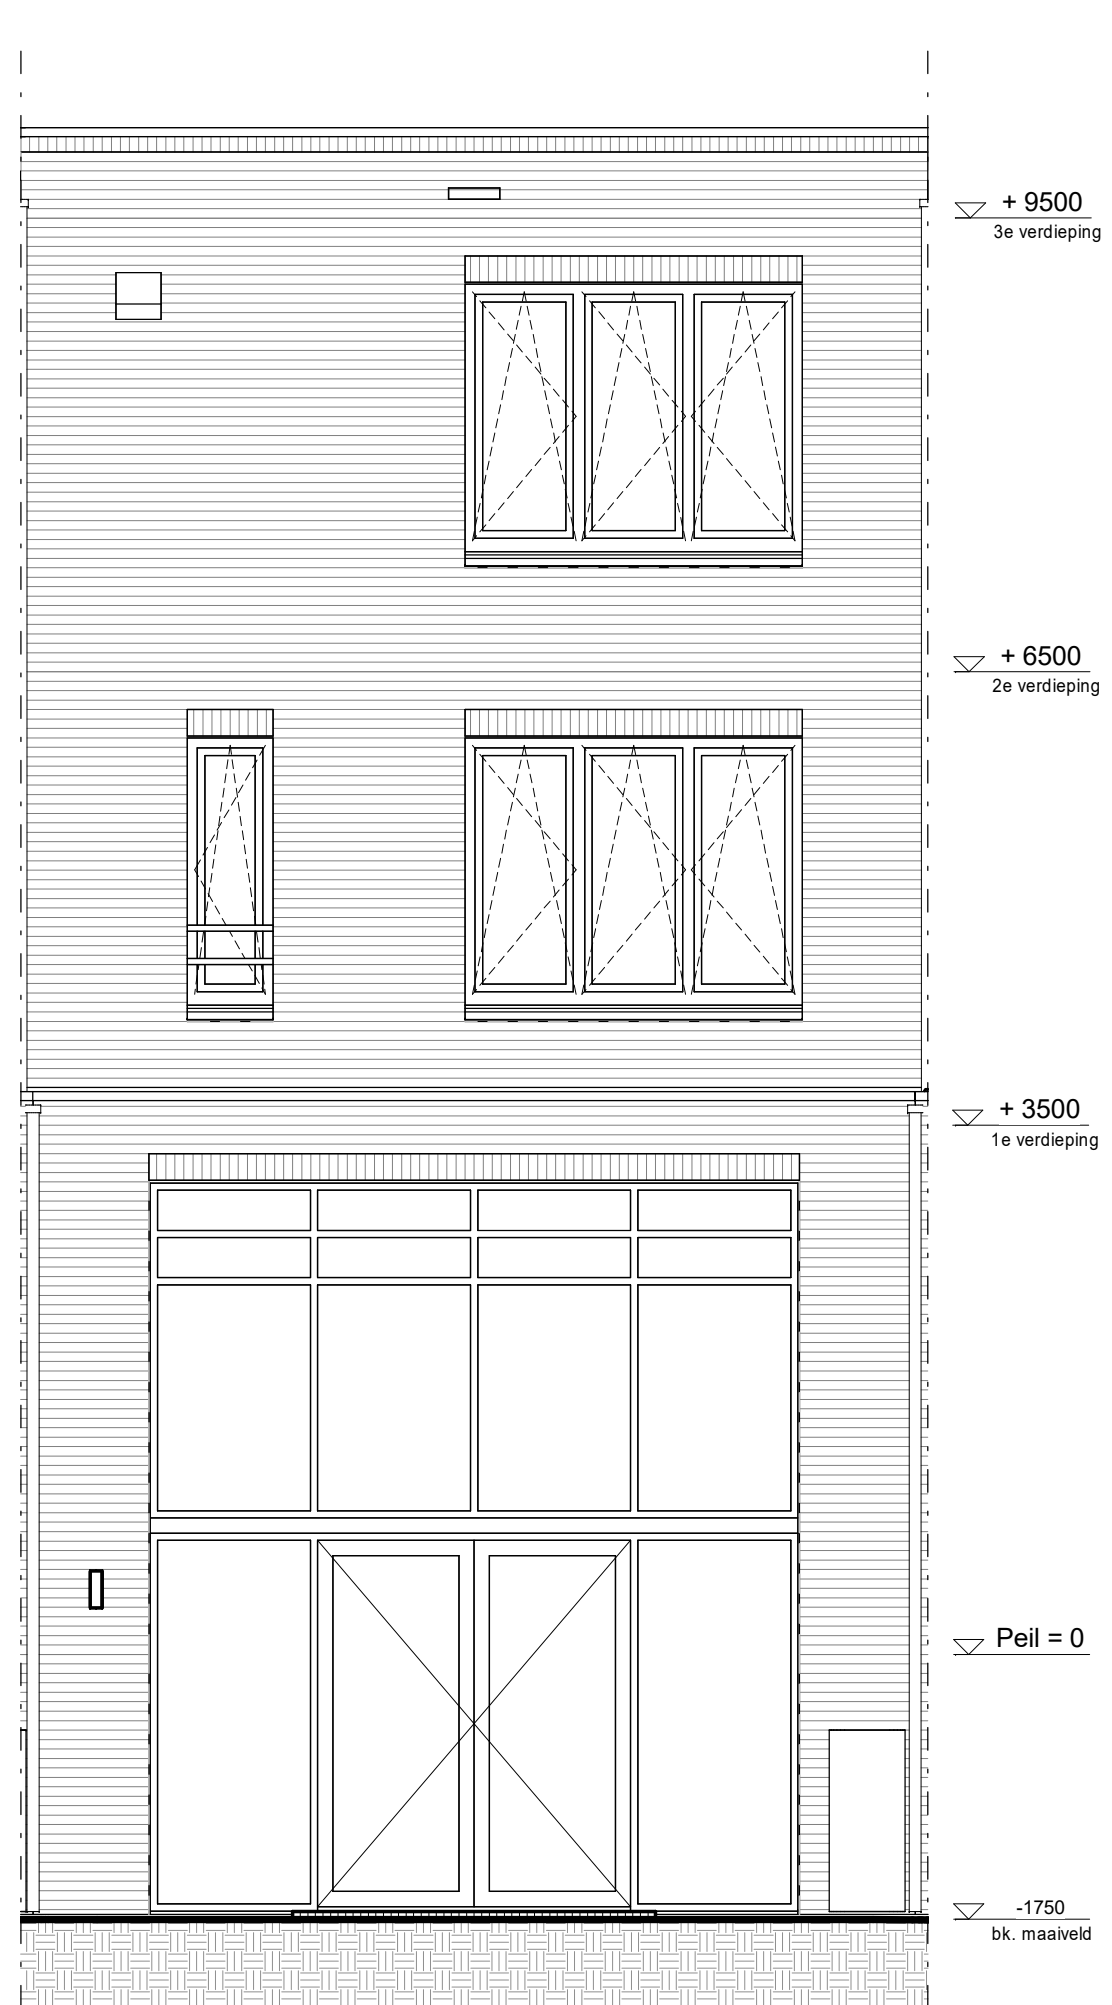 + 9500
3e verdieping
+ 6500
2e verdieping
+ 3500
1e verdieping
Peil = 0
-1750
bk. maaiveld